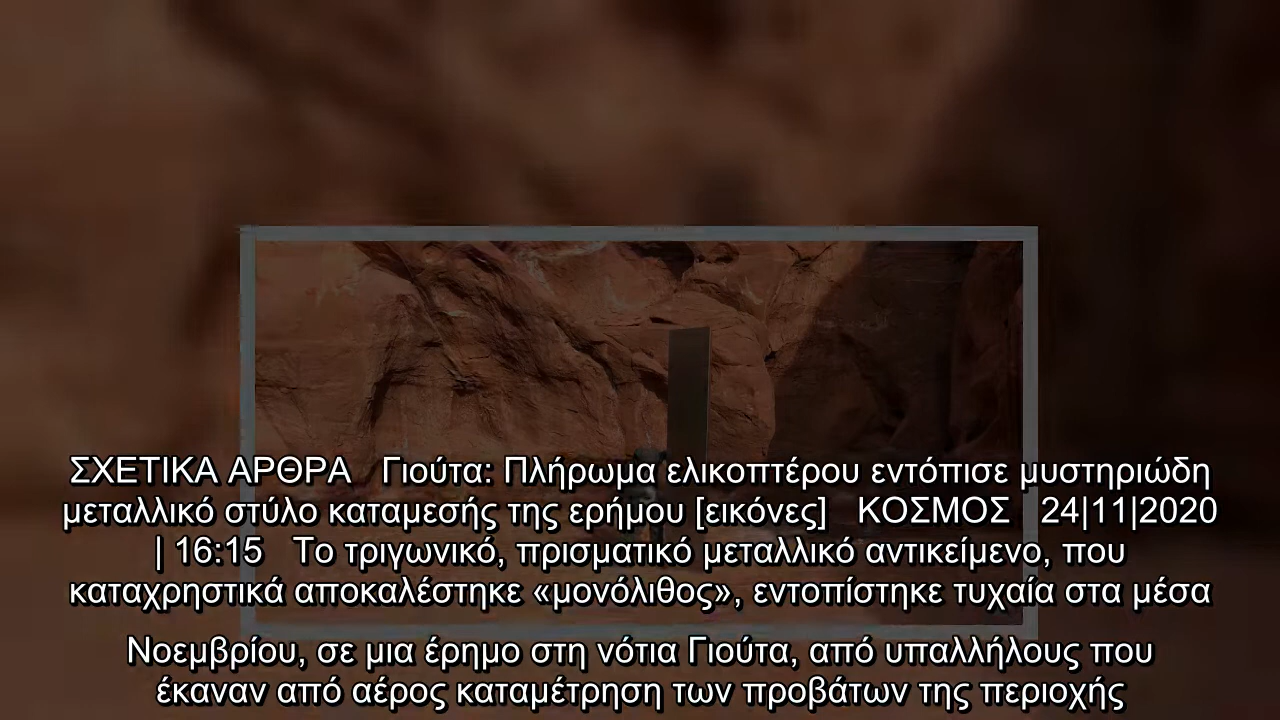 ΣΧΕΤΙΚΑ ΑΡΘΡΑ   Γιούτα: Πλήρωμα ελικοπτέρου εντόπισε μυστηριώδη
μεταλλικό στύλο καταμεσής της ερήμου [εικόνες]   ΚΟΣΜΟΣ   24|11|2020
| 16:15   Το τριγωνικό, πρισματικό μεταλλικό αντικείμενο, που
καταχρηστικά αποκαλέστηκε «μονόλιθος», εντοπίστηκε τυχαία στα μέσα
Νοεμβρίου, σε μια έρημο στη νότια Γιούτα, από υπαλλήλους που
έκαναν από αέρος καταμέτρηση των προβάτων της περιοχής